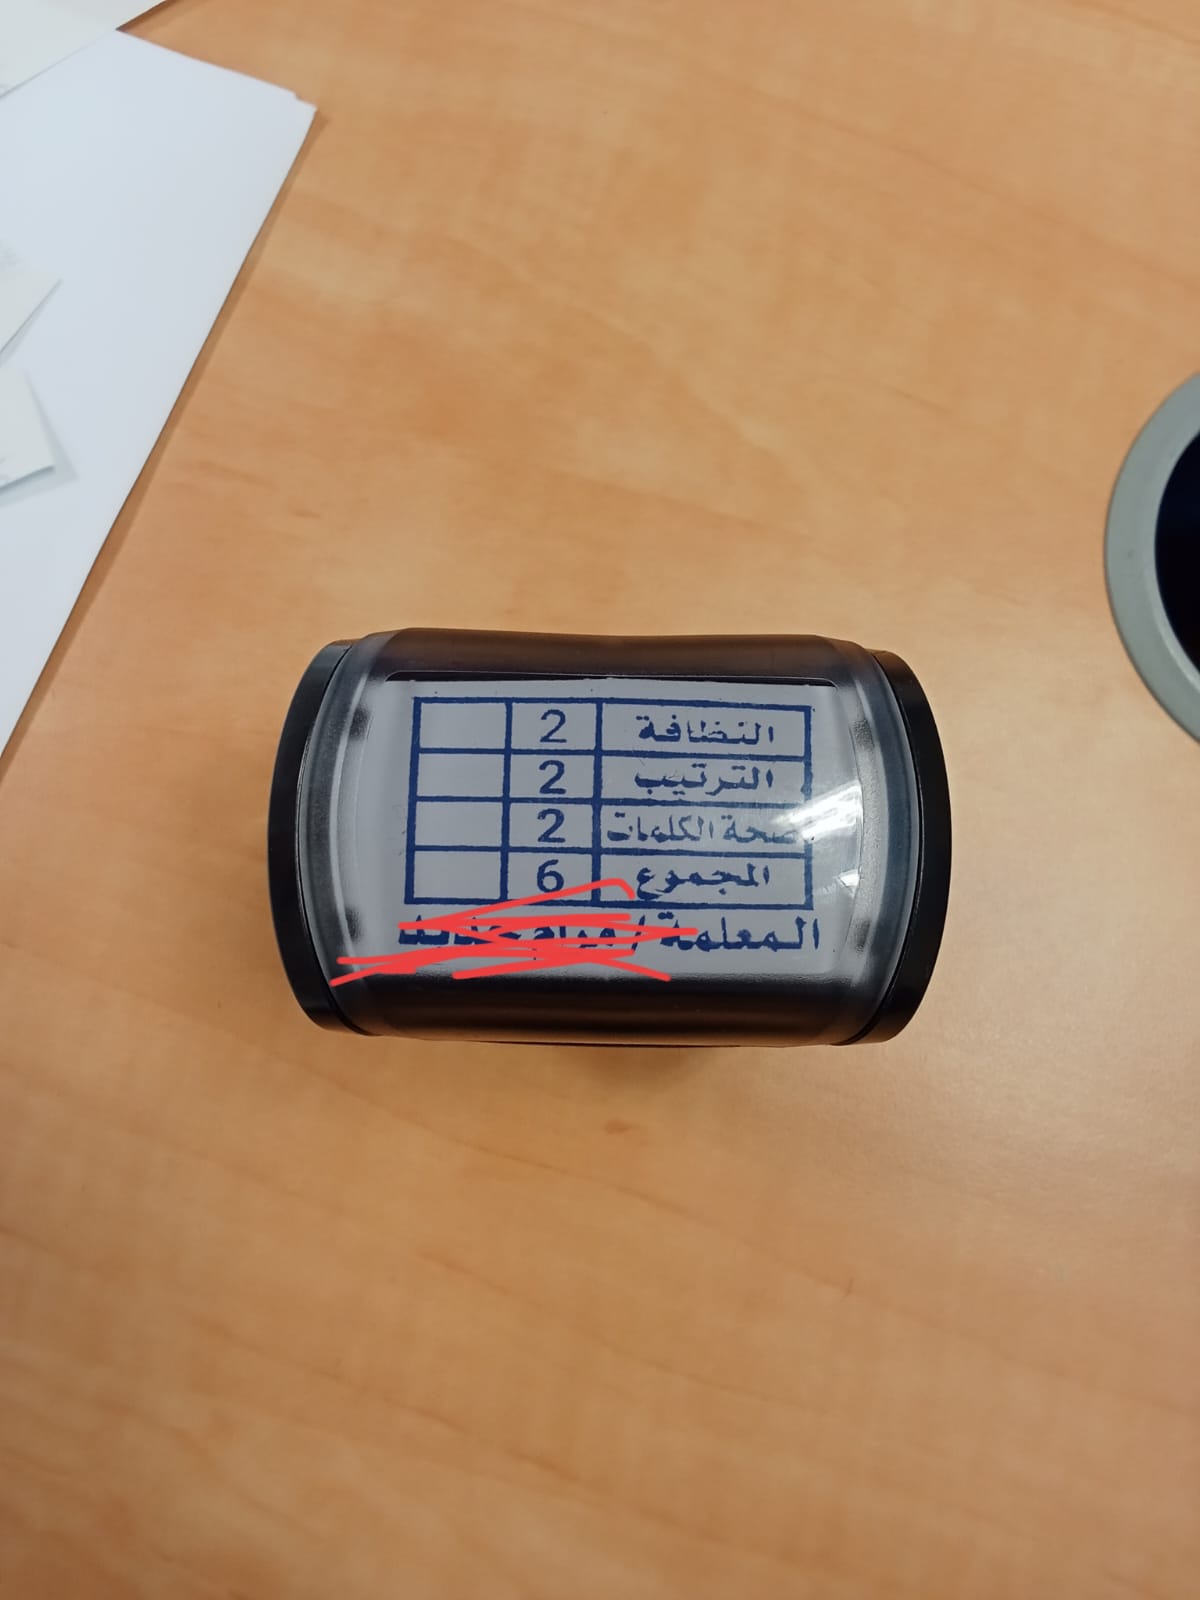 النظافة 2
الترتيب 2
صحة الكلمات 2
المجموع 6
المعلمة /